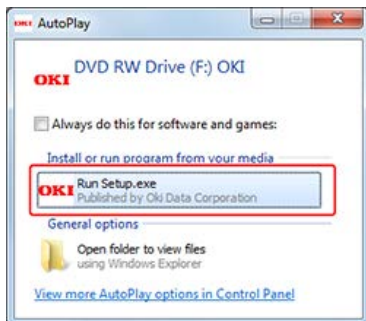 AutoPlay
OKI
DVD RW Drive (F:) OKI
Always do this for software and games:
Install or run program from your media
OKI
Run Setup.exe
Published by Oki Data Corporation
General options
Open folder to view files
using Windows Explorer
View more AutoPlay options in Control Panel